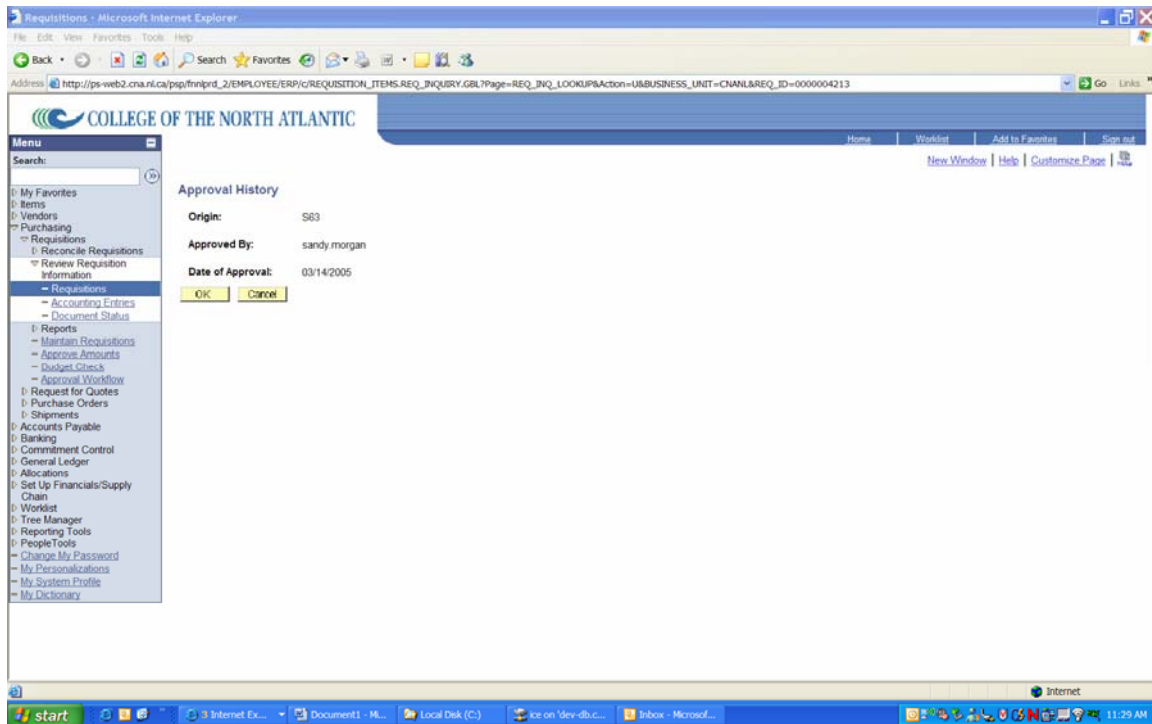 Requisitions - Microsoft Internet Explorer
File Edit View Favorites Tools Help
Back Search Favorites
Address http://ps-web2.cna.nl.ca/psp/fnnlprd_2/EMPLOYEE/ERP/c/REQUISITION_ITEMS.REQ_INQUIRY.GBL?Page=REQ_INQ_LOOKUP&Action=U&BUSINESS_UNIT=CNANL&REQ_ID=0000004213 Go Links
COLLEGE OF THE NORTH ATLANTIC
Home Worklist Add to Favorites Sign out
New Window | Help | Customize Page |
Menu
Search:
My Favorites
Items
Vendors
Purchasing
Requisitions
Reconcile Requisitions
Review Requisition
Information
Requisitions
Accounting Entries
Document Status
Reports
Maintain Requisitions
Approve Amounts
Budget Check
Approval Workflow
Request for Quotes
Purchase Orders
Shipments
Accounts Payable
Banking
Commitment Control
General Ledger
Allocations
Set Up Financials/Supply
Chain
Worklist
Tree Manager
Reporting Tools
PeopleTools
Change My Password
My Personalizations
My System Profile
My Dictionary
Approval History
Origin: S63
Approved By: sandy.morgan
Date of Approval: 03/14/2005
OK Cancel
Internet
start 3 Internet Ex... Document1 - Mi... Local Disk (C:) ice on 'dev-db.c... Inbox - Microsof... 11:29 AM